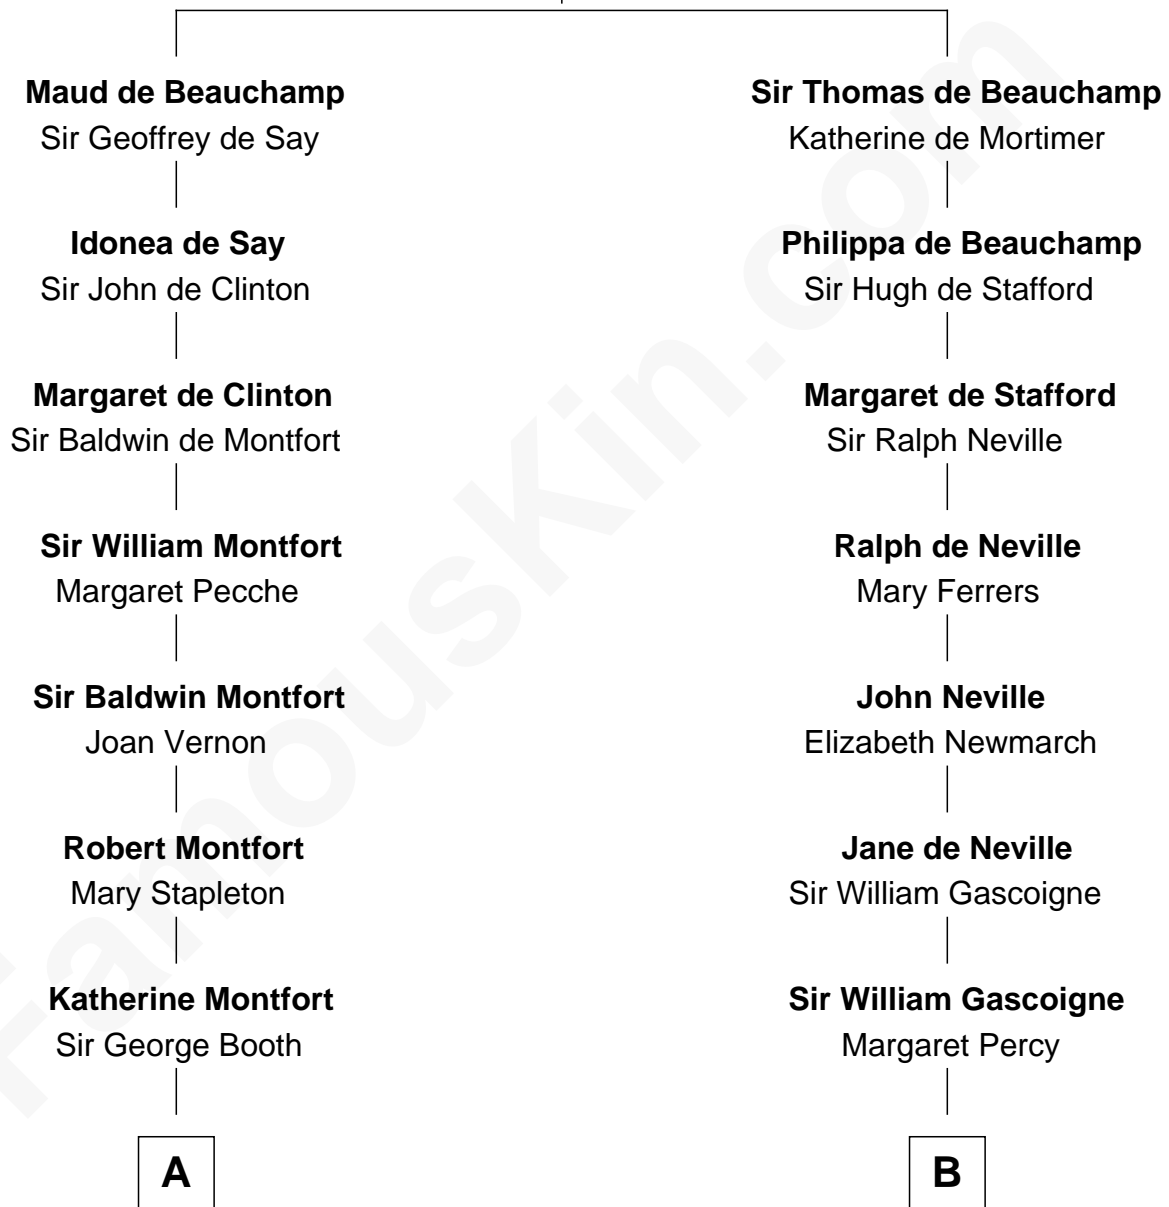 Maud de Beauchamp
Sir Geoffrey de Say
Idonea de Say
Sir John de Clinton
Margaret de Clinton
Sir Baldwin de Montfort
Sir William Montfort
Margaret Pecche
Sir Baldwin Montfort
Joan Vernon
Robert Montfort
Mary Stapleton
Katherine Montfort
Sir George Booth
A
Sir Thomas de Beauchamp
Katherine de Mortimer
Philippa de Beauchamp
Sir Hugh de Stafford
Margaret de Stafford
Sir Ralph Neville
Ralph de Neville
Mary Ferrers
John Neville
Elizabeth Newmarch
Jane de Neville
Sir William Gascoigne
Sir William Gascoigne
Margaret Percy
B
FamousKin.com